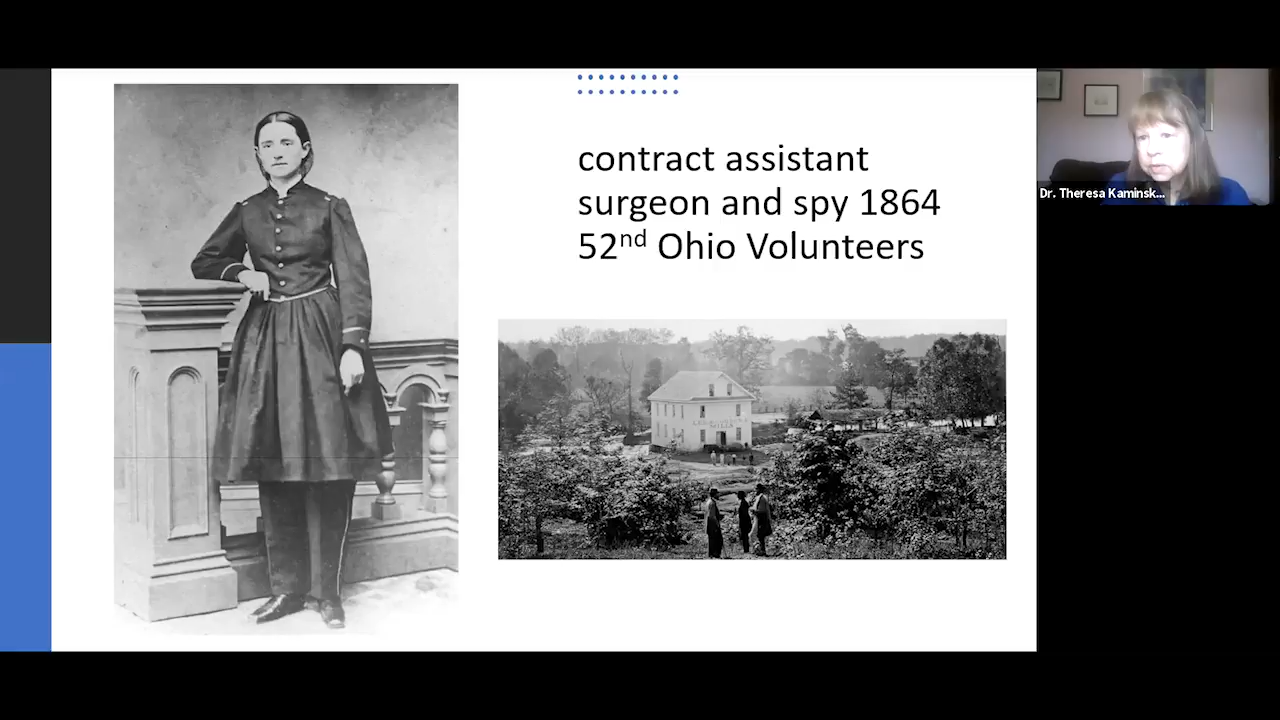 contract assistant
surgeon and spy 1864
52nd Ohio Volunteers
Dr. Theresa Kaminsk...